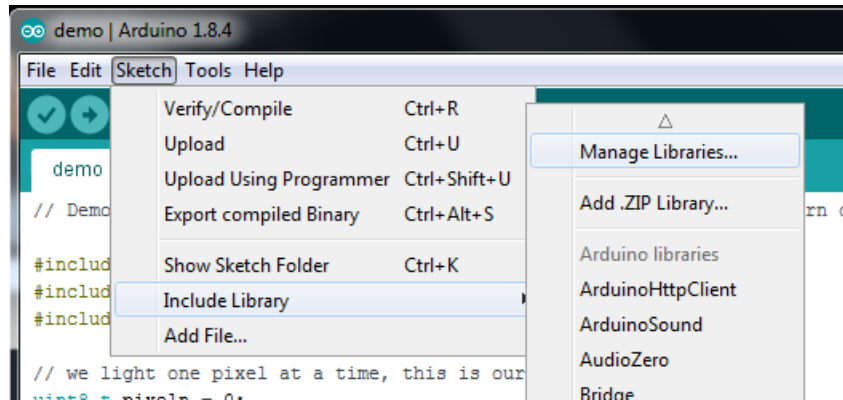 demo | Arduino 1.8.4
File Edit Sketch Tools Help
Verify/Compile Ctrl+R
Upload Ctrl+U
Upload Using Programmer Ctrl+Shift+U
Export compiled Binary Ctrl+Alt+S
Show Sketch Folder Ctrl+K
Include Library
Add File...
Manage Libraries...
Add .ZIP Library...
Arduino libraries
ArduinoHttpClient
ArduinoSound
AudioZero
Bridge
demo
// Demo
#includ
#includ
#includ
// we light one pixel at a time, this is our
uint8_t pixeln = 0;